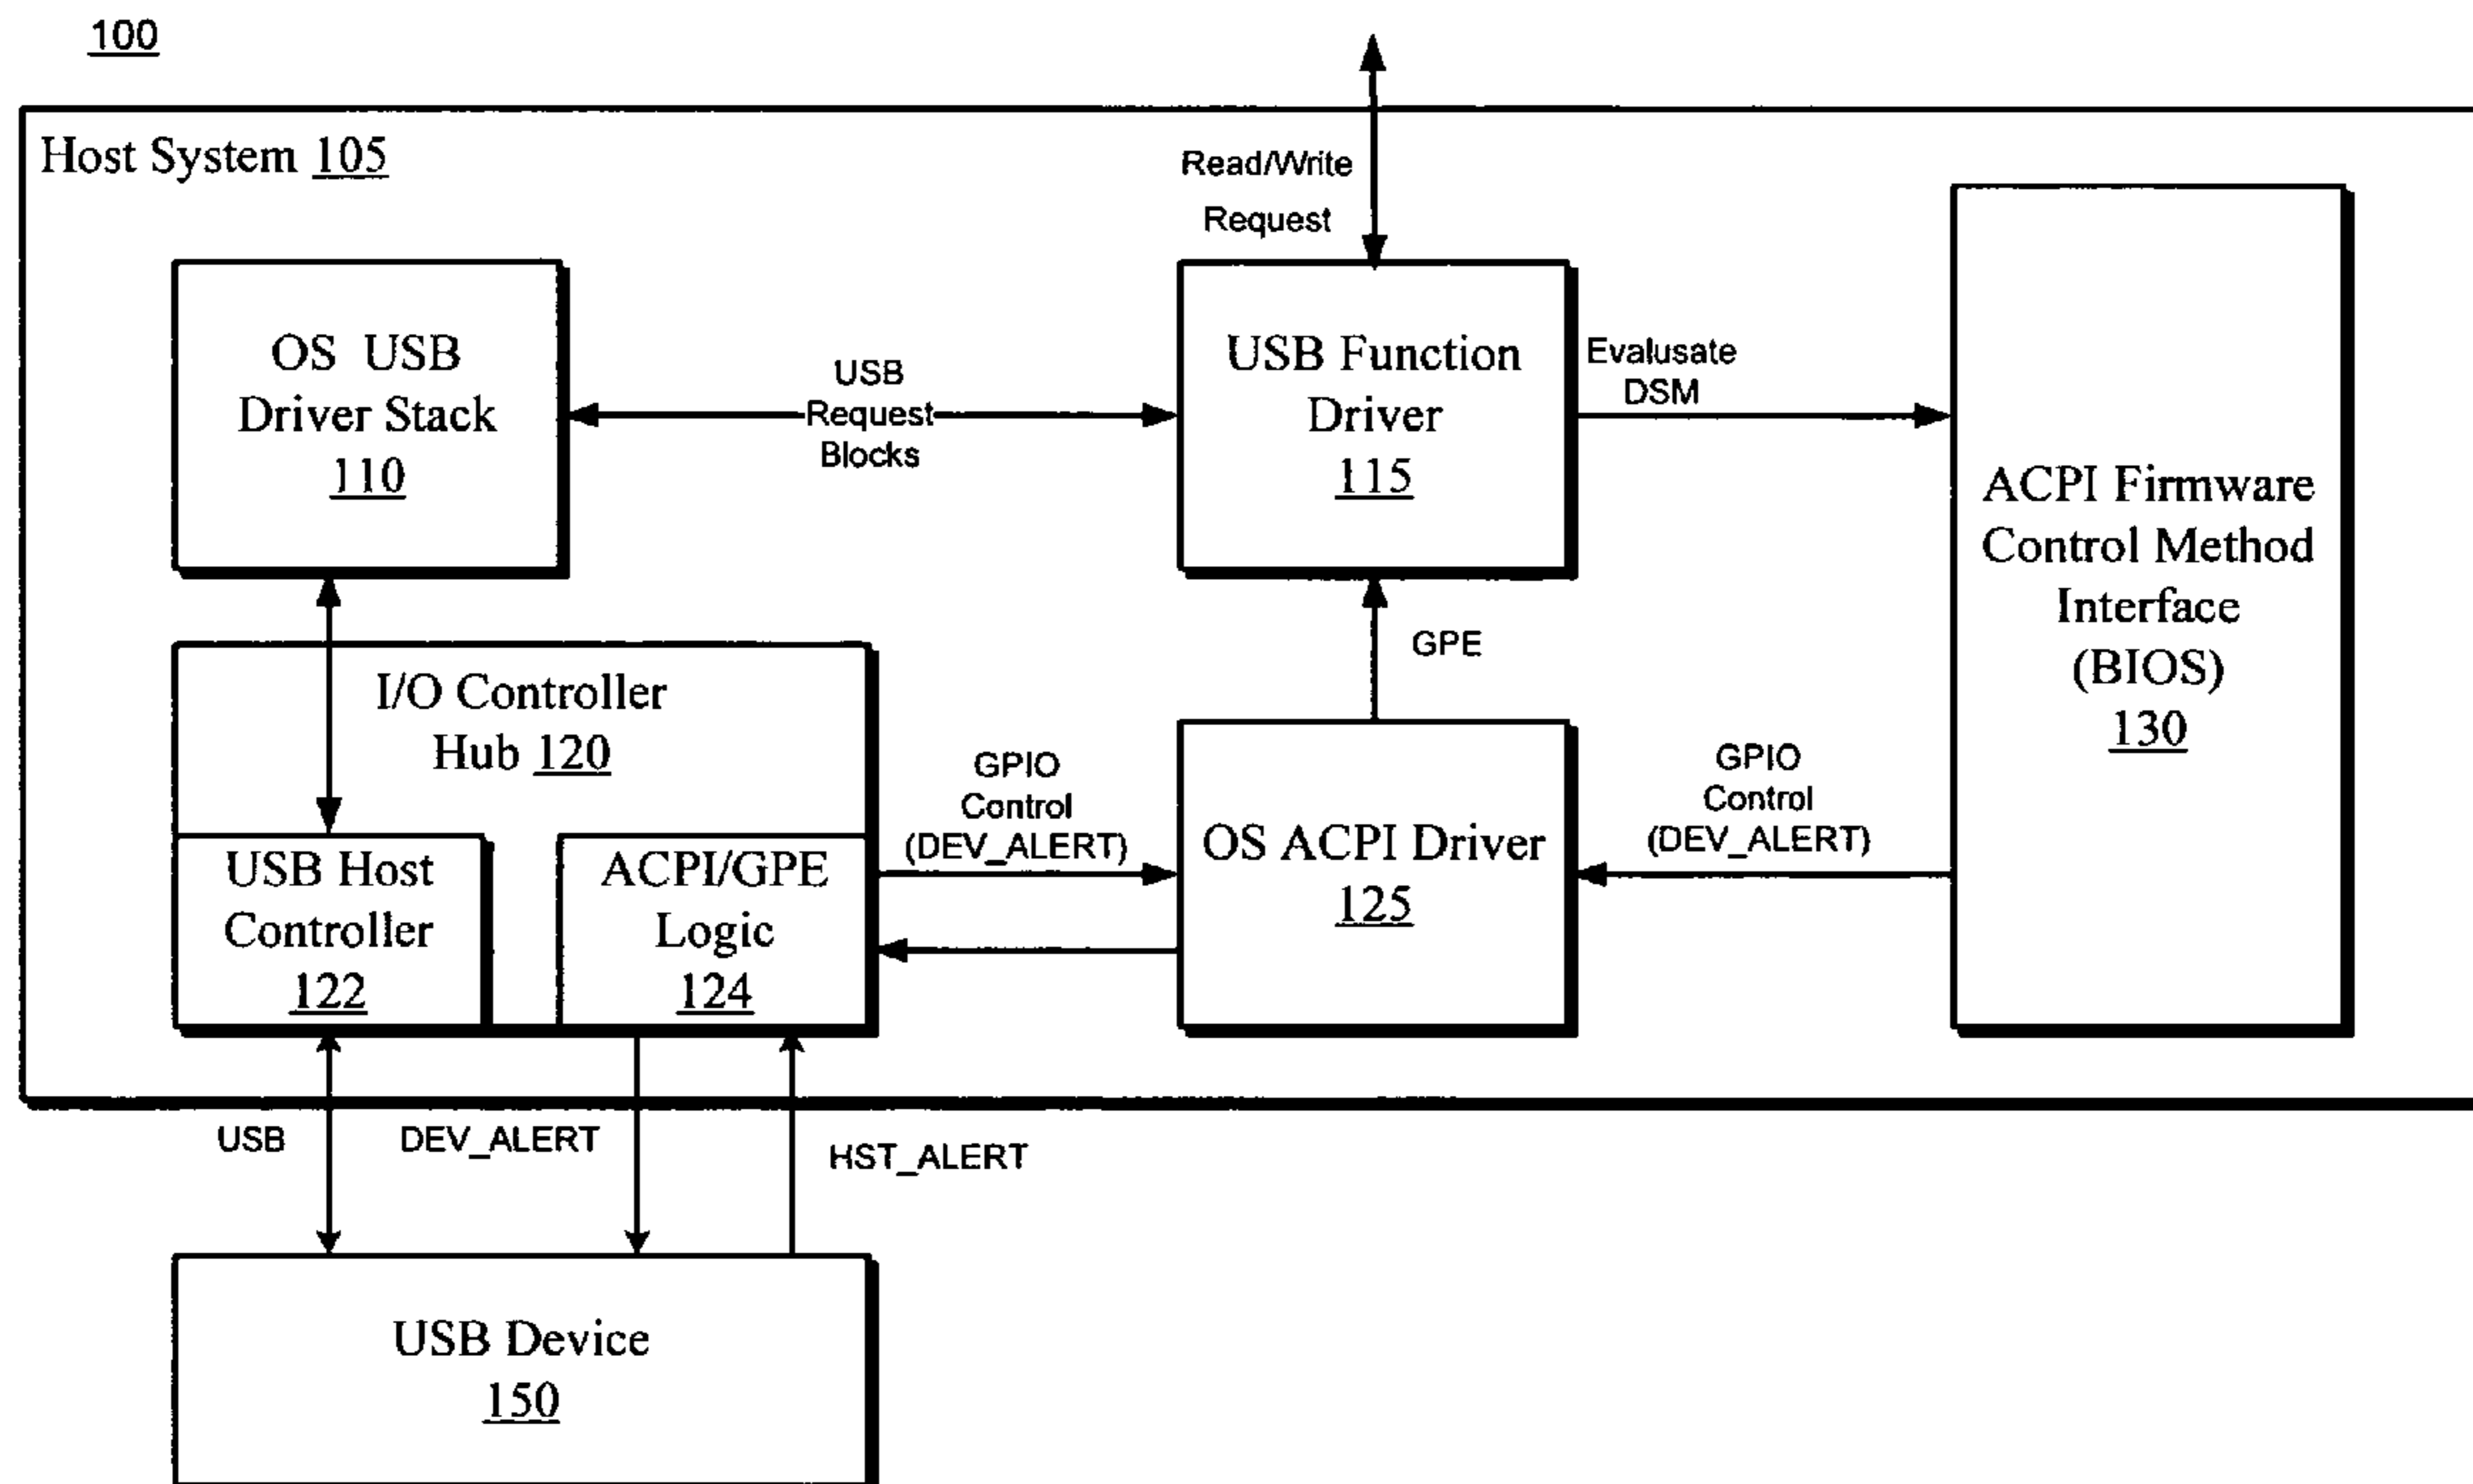 100
Host System 105
Read/Write
Request
OS USB
Driver Stack
110
USB
Request
Blocks
USB Function
Driver
115
Evalusate
DSM
ACPI Firmware
Control Method
Interface
(BIOS)
130
I/O Controller
Hub 120
GPE
USB Host
Controller
122
ACPI/GPE
Logic
124
GPIO
Control
(DEV_ALERT)
OS ACPI Driver
125
GPIO
Control
(DEV_ALERT)
USB
DEV_ALERT
HST_ALERT
USB Device
150